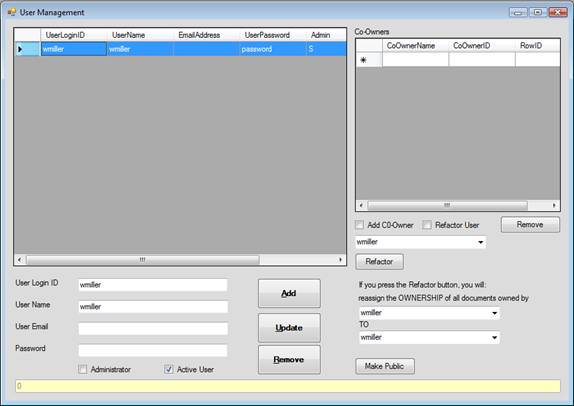 User Management
UserLoginID UserName EmailAddress UserPassword Admin
wmiller wmiller password S
Co-Owners
CoOwnerName CoOwnerID RowID
Add C0-Owner Refactor User Remove
wmiller
Refactor
User Login ID wmiller
User Name wmiller
User Email
Password
Administrator Active User
Add
Update
Remove
If you press the Refactor button, you will:
reassign the OWNERSHIP of all documents owned by
wmiller
TO
wmiller
Make Public
0